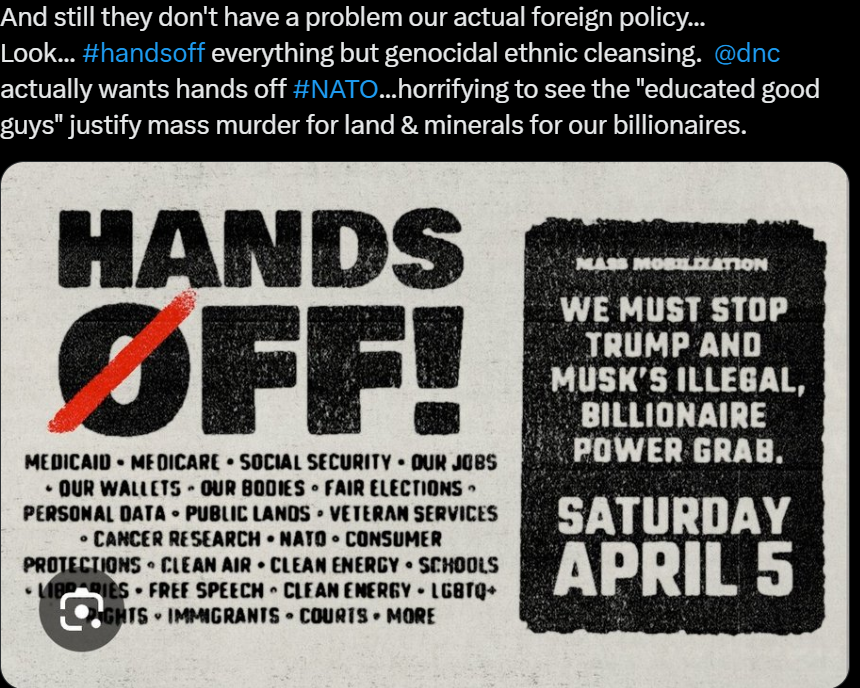 And still they don't have a problem our actual foreign policy...
Look... #handsoff everything but genocidal ethnic cleansing. @dnc
actually wants hands off #NATO...horrifying to see the "educated good
guys" justify mass murder for land & minerals for our billionaires.
HANDS
OFF!
MEDICAID • MEDICARE • SOCIAL SECURITY • OUR JOBS
• OUR WALLETS • OUR BODIES • FAIR ELECTIONS •
PERSONAL DATA • PUBLIC LANDS • VETERAN SERVICES
• CANCER RESEARCH • NATO • CONSUMER
PROTECTIONS • CLEAN AIR • CLEAN ENERGY • SCHOOLS
• LIBRARIES • FREE SPEECH • CLEAN ENERGY • LGBTQ+
RIGHTS • IMMIGRANTS • COURTS • MORE
MASS MOBILIZATION
WE MUST STOP
TRUMP AND
MUSK'S ILLEGAL,
BILLIONAIRE
POWER GRAB.
SATURDAY
APRIL 5